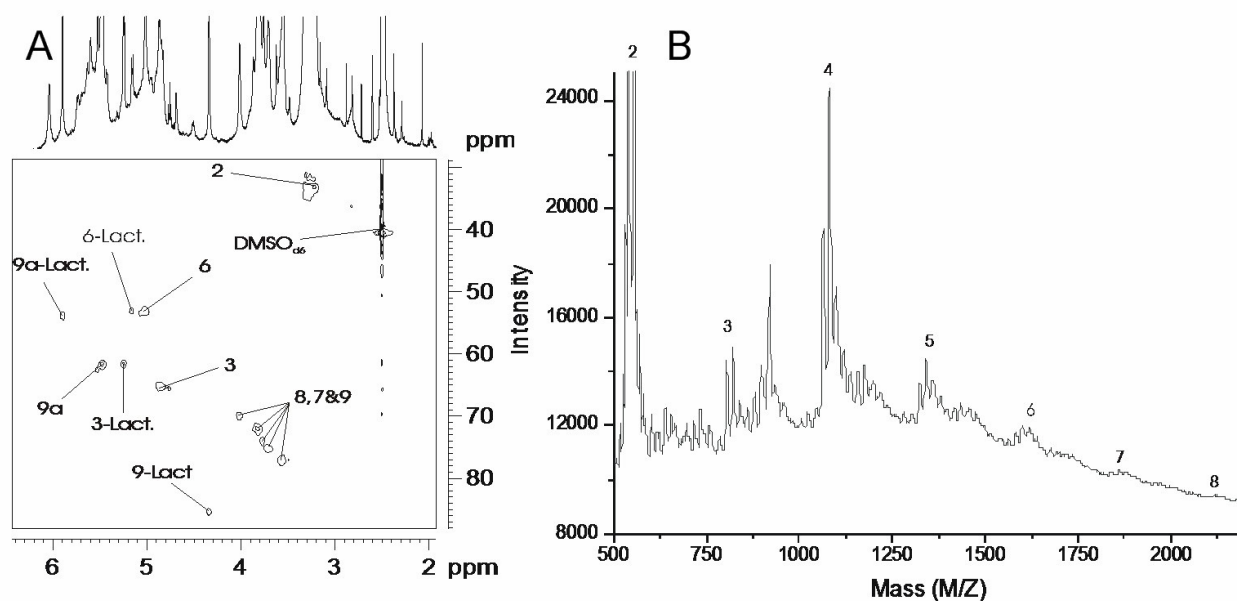 A
ppm
2
40
DMSOd6
6-Lact.
9a-Lact.
6
50
60
3
9a
3-Lact.
8,7&9
70
9-Lact
80
6 5 4 3 2 ppm
B
2
4
24000
20000
Intensity
16000
3
5
12000
6
7
8
8000
500 750 1000 1250 1500 1750 2000
Mass (M/Z)